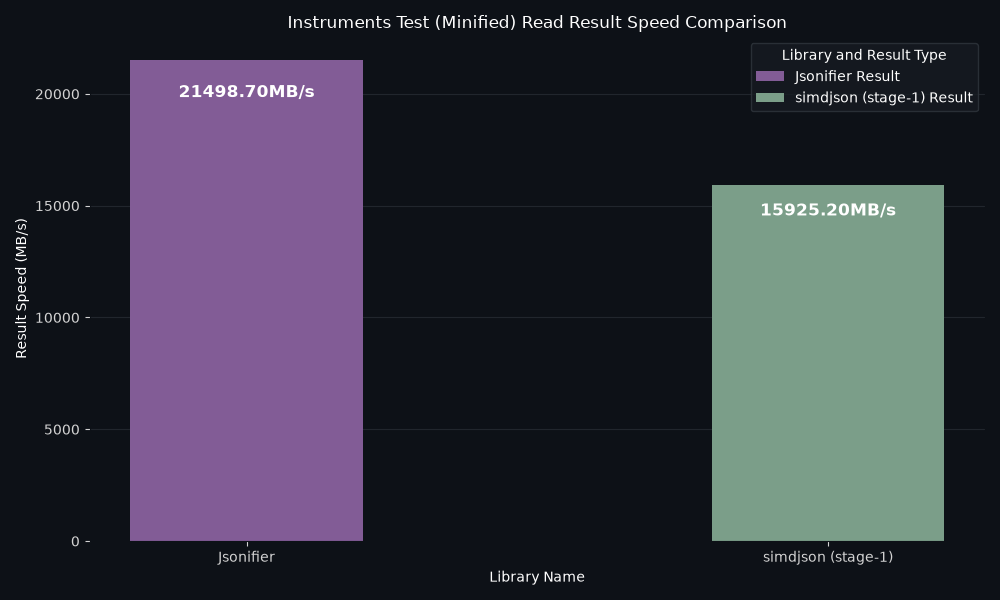 Instruments Test (Minified) Read Result Speed Comparison
Library and Result Type
Jsonifier Result
simdjson (stage-1) Result
21498.70MB/s
15925.20MB/s
Result Speed (MB/s)
20000
15000
10000
5000
0
Jsonifier
simdjson (stage-1)
Library Name